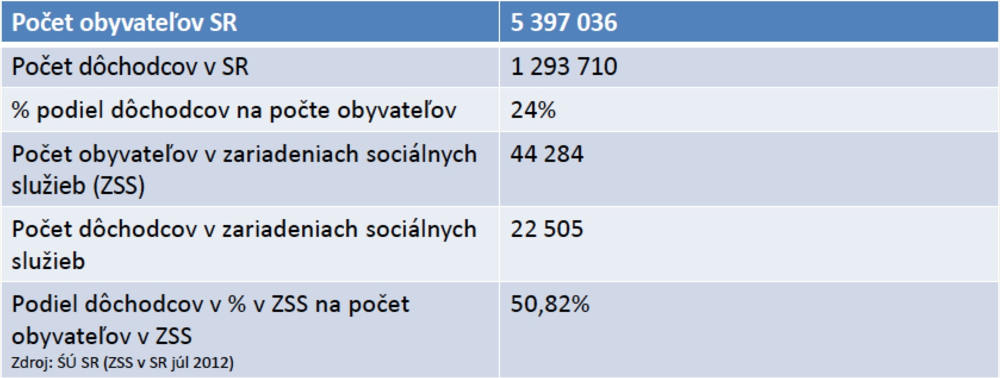 Počet obyvateľov SR 5 397 036
Počet dôchodcov v SR 1 293 710
% podiel dôchodcov na počte obyvateľov 24%
Počet obyvateľov v zariadeniach sociálnych 44 284
služieb (ZSS)
Počet dôchodcov v zariadeniach sociálnych 22 505
služieb
Podiel dôchodcov v % v ZSS na počet 50,82%
obyvateľov v ZSS
Zdroj: ŚÚ SR (ZSS v SR júl 2012)